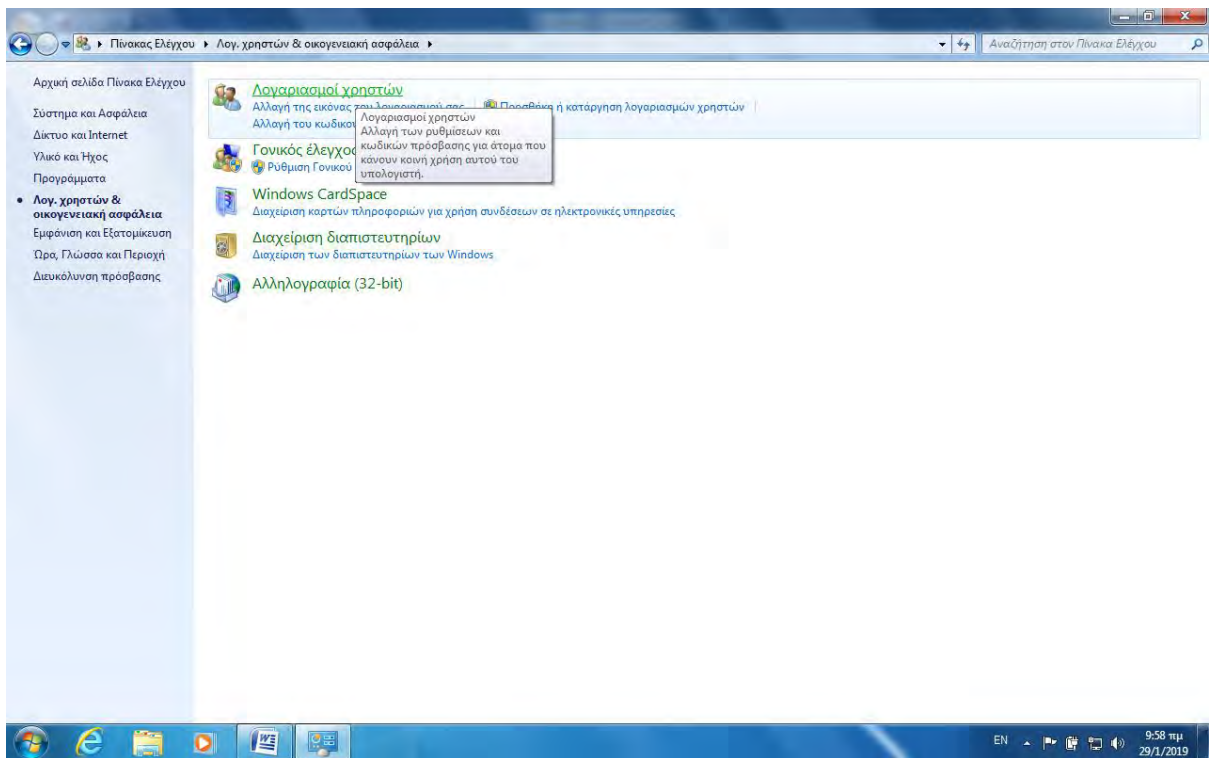 Πίνακας Ελέγχου ▸ Λογ. χρηστών & οικογενειακή ασφάλεια ▸
Αναζήτηση στον Πίνακα Ελέγχου
Αρχική σελίδα Πίνακα Ελέγχου
Σύστημα και Ασφάλεια
Δίκτυο και Internet
Υλικό και Ήχος
Προγράμματα
Λογ. χρηστών &
οικογενειακή ασφάλεια
Εμφάνιση και Εξατομίκευση
Ώρα, Γλώσσα και Περιοχή
Διευκόλυνση πρόσβασης
Λογαριασμοί χρηστών
Αλλαγή της εικόνας του λογαριασμού σας
Προσθήκη ή κατάργηση λογαριασμών χρηστών
Αλλαγή του
Λογαριασμοί χρηστών
Αλλαγή των ρυθμίσεων και
κωδικών πρόσβασης για άτομα που
κάνουν κοινή χρήση αυτού του
υπολογιστή.
Γονικός έλεγχος
Ρύθμιση Γονικού
Windows CardSpace
Διαχείριση καρτών πληροφοριών για χρήση συνδέσεων σε ηλεκτρονικές υπηρεσίες
Διαχείριση διαπιστευτηρίων
Διαχείριση των διαπιστευτηρίων των Windows
Αλληλογραφία (32-bit)
EN
9:58 πμ
29/1/2019